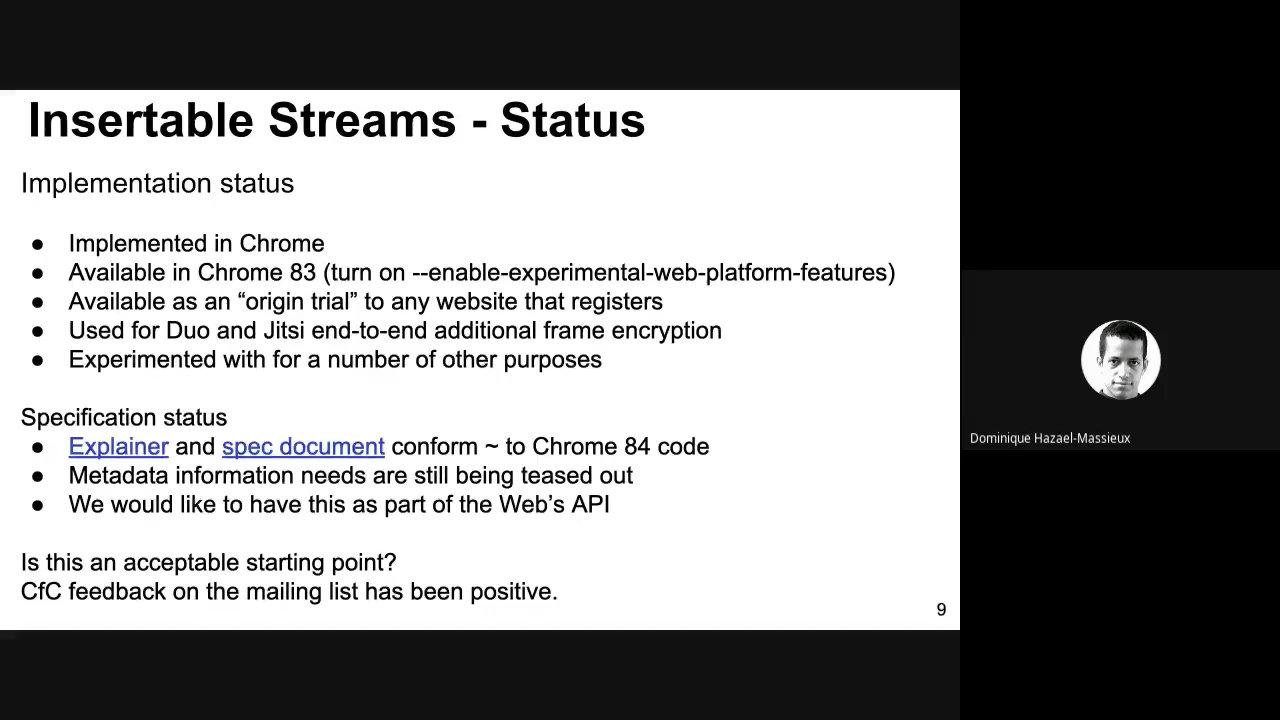 Insertable Streams - Status
Implementation status
● Implemented in Chrome
● Available in Chrome 83 (turn on --enable-experimental-web-platform-features)
● Available as an “origin trial” to any website that registers
● Used for Duo and Jitsi end-to-end additional frame encryption
● Experimented with for a number of other purposes
Specification status
● Explainer and spec document conform ~ to Chrome 84 code
● Metadata information needs are still being teased out
● We would like to have this as part of the Web’s API
Is this an acceptable starting point?
CfC feedback on the mailing list has been positive.
9
Dominique Hazael-Massieux